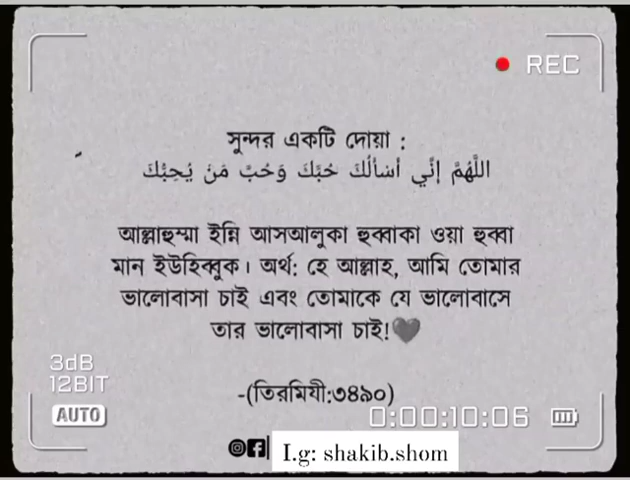 REC
সুন্দর একটি দোয়া :
اللَّهُمَّ إِنِّي أَسْأَلُكَ حُبَّكَ وَحُبَّ مَنْ يُحِبُّكَ
আল্লাহুম্মা ইন্নি আসআলুকা হুব্বাকা ওয়া হুব্বা
মান ইউহিব্বুক। অর্থ: হে আল্লাহ, আমি তোমার
ভালোবাসা চাই এবং তোমাকে যে ভালোবাসে
তার ভালোবাসা চাই!🖤
-(তিরমিযী:৩৪৯০)
3dB
12BIT
AUTO
0:00:10:06
I.g: shakib.shom